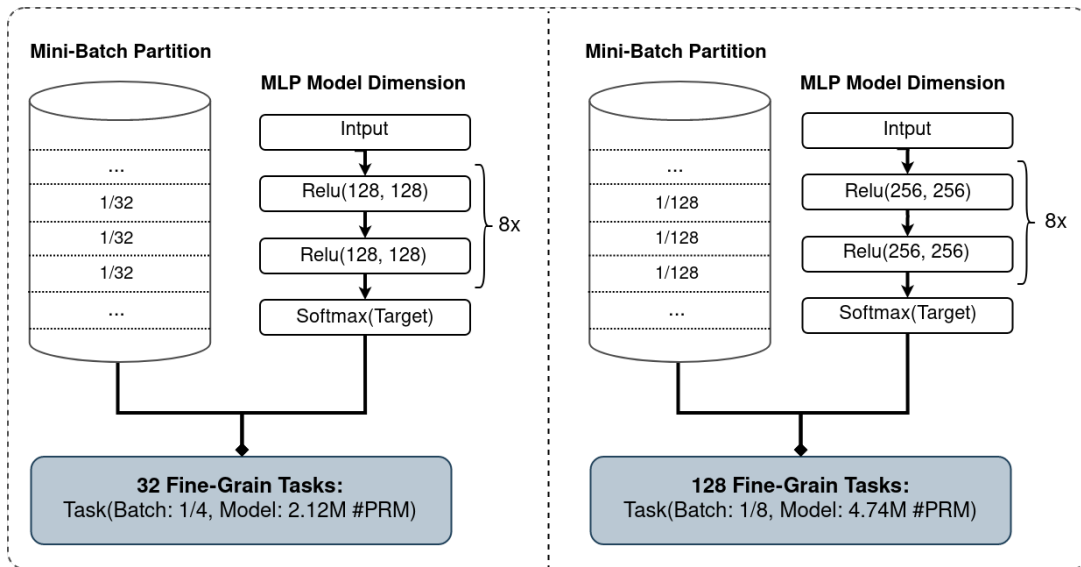 Mini-Batch Partition
MLP Model Dimension
Intput
...
1/32
1/32
1/32
...
Relu(128, 128)
Relu(128, 128)
8x
Softmax(Target)
32 Fine-Grain Tasks:
Task(Batch: 1/4, Model: 2.12M #PRM)
Mini-Batch Partition
MLP Model Dimension
Intput
...
1/128
1/128
1/128
...
Relu(256, 256)
Relu(256, 256)
8x
Softmax(Target)
128 Fine-Grain Tasks:
Task(Batch: 1/8, Model: 4.74M #PRM)